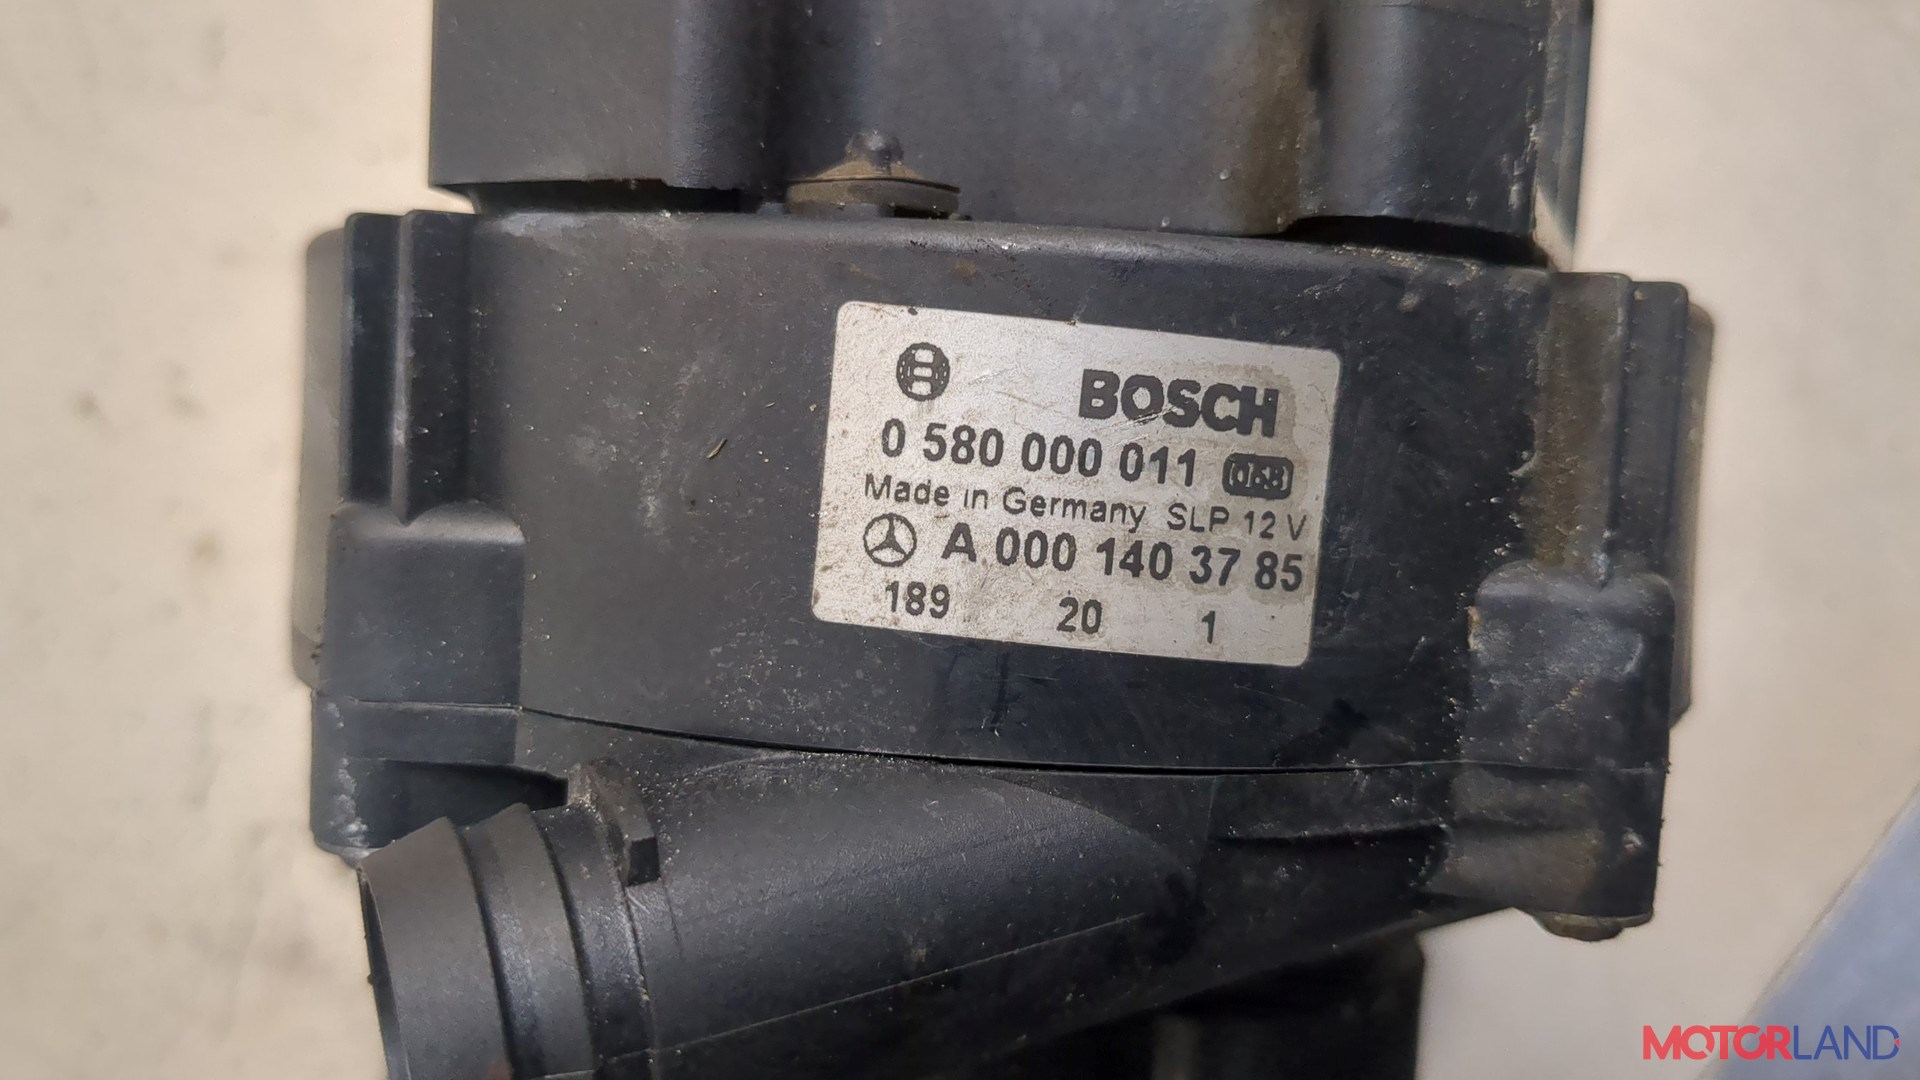 BOSCH
0 580 000 011 068
Made in Germany SLP 12 V
A 000 140 37 85
189 20 1
MOTORLAND